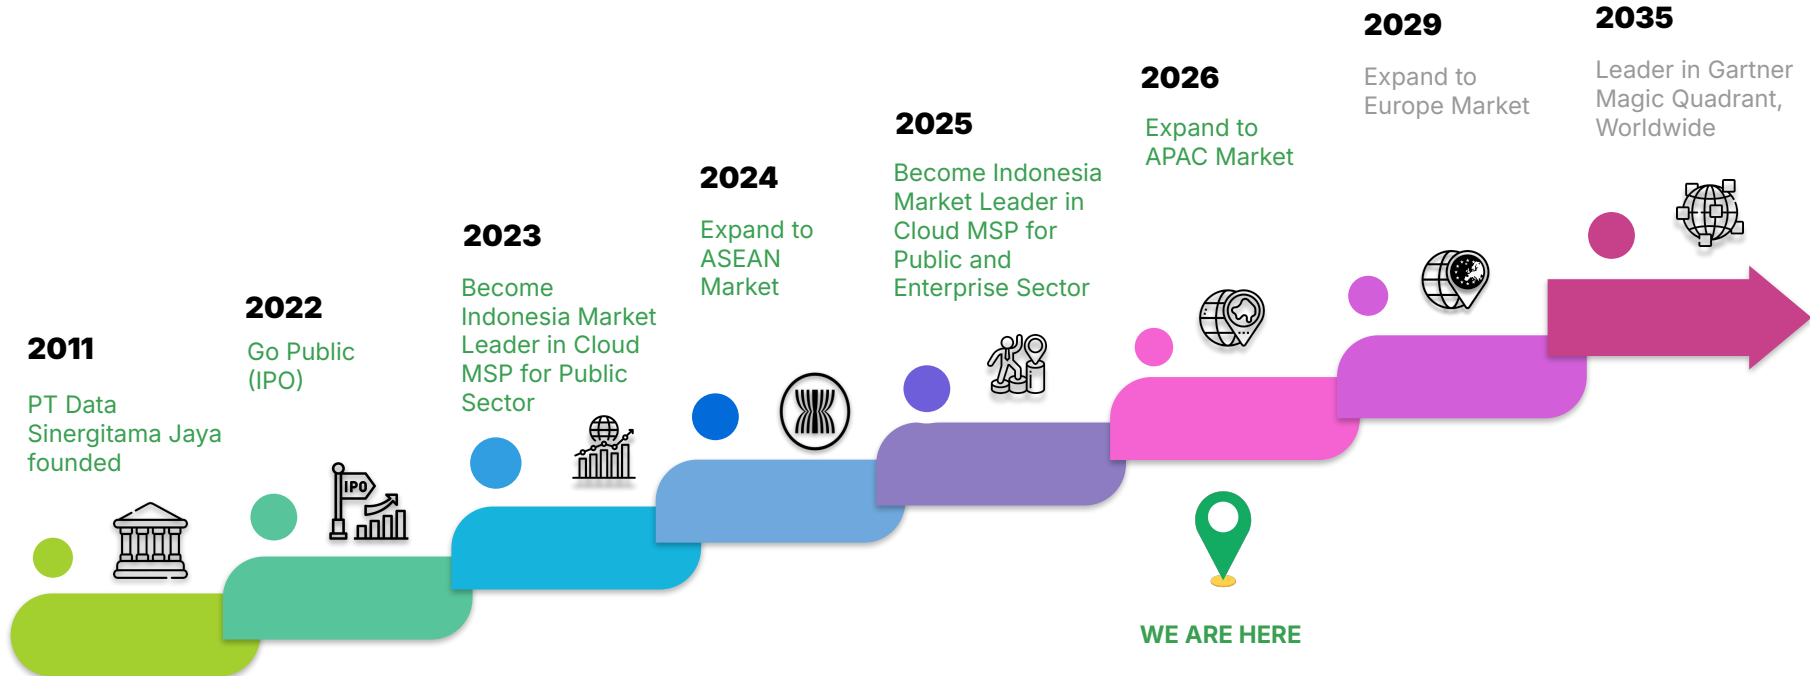 2011
PT Data
Sinergitama Jaya
founded
2022
Go Public
(IPO)
IPO
2023
Become
Indonesia Market
Leader in Cloud
MSP for Public
Sector
2024
Expand to
ASEAN
Market
2025
Become Indonesia
Market Leader in
Cloud MSP for
Public and
Enterprise Sector
2026
Expand to
APAC Market
WE ARE HERE
2029
Expand to
Europe Market
2035
Leader in Gartner
Magic Quadrant,
Worldwide